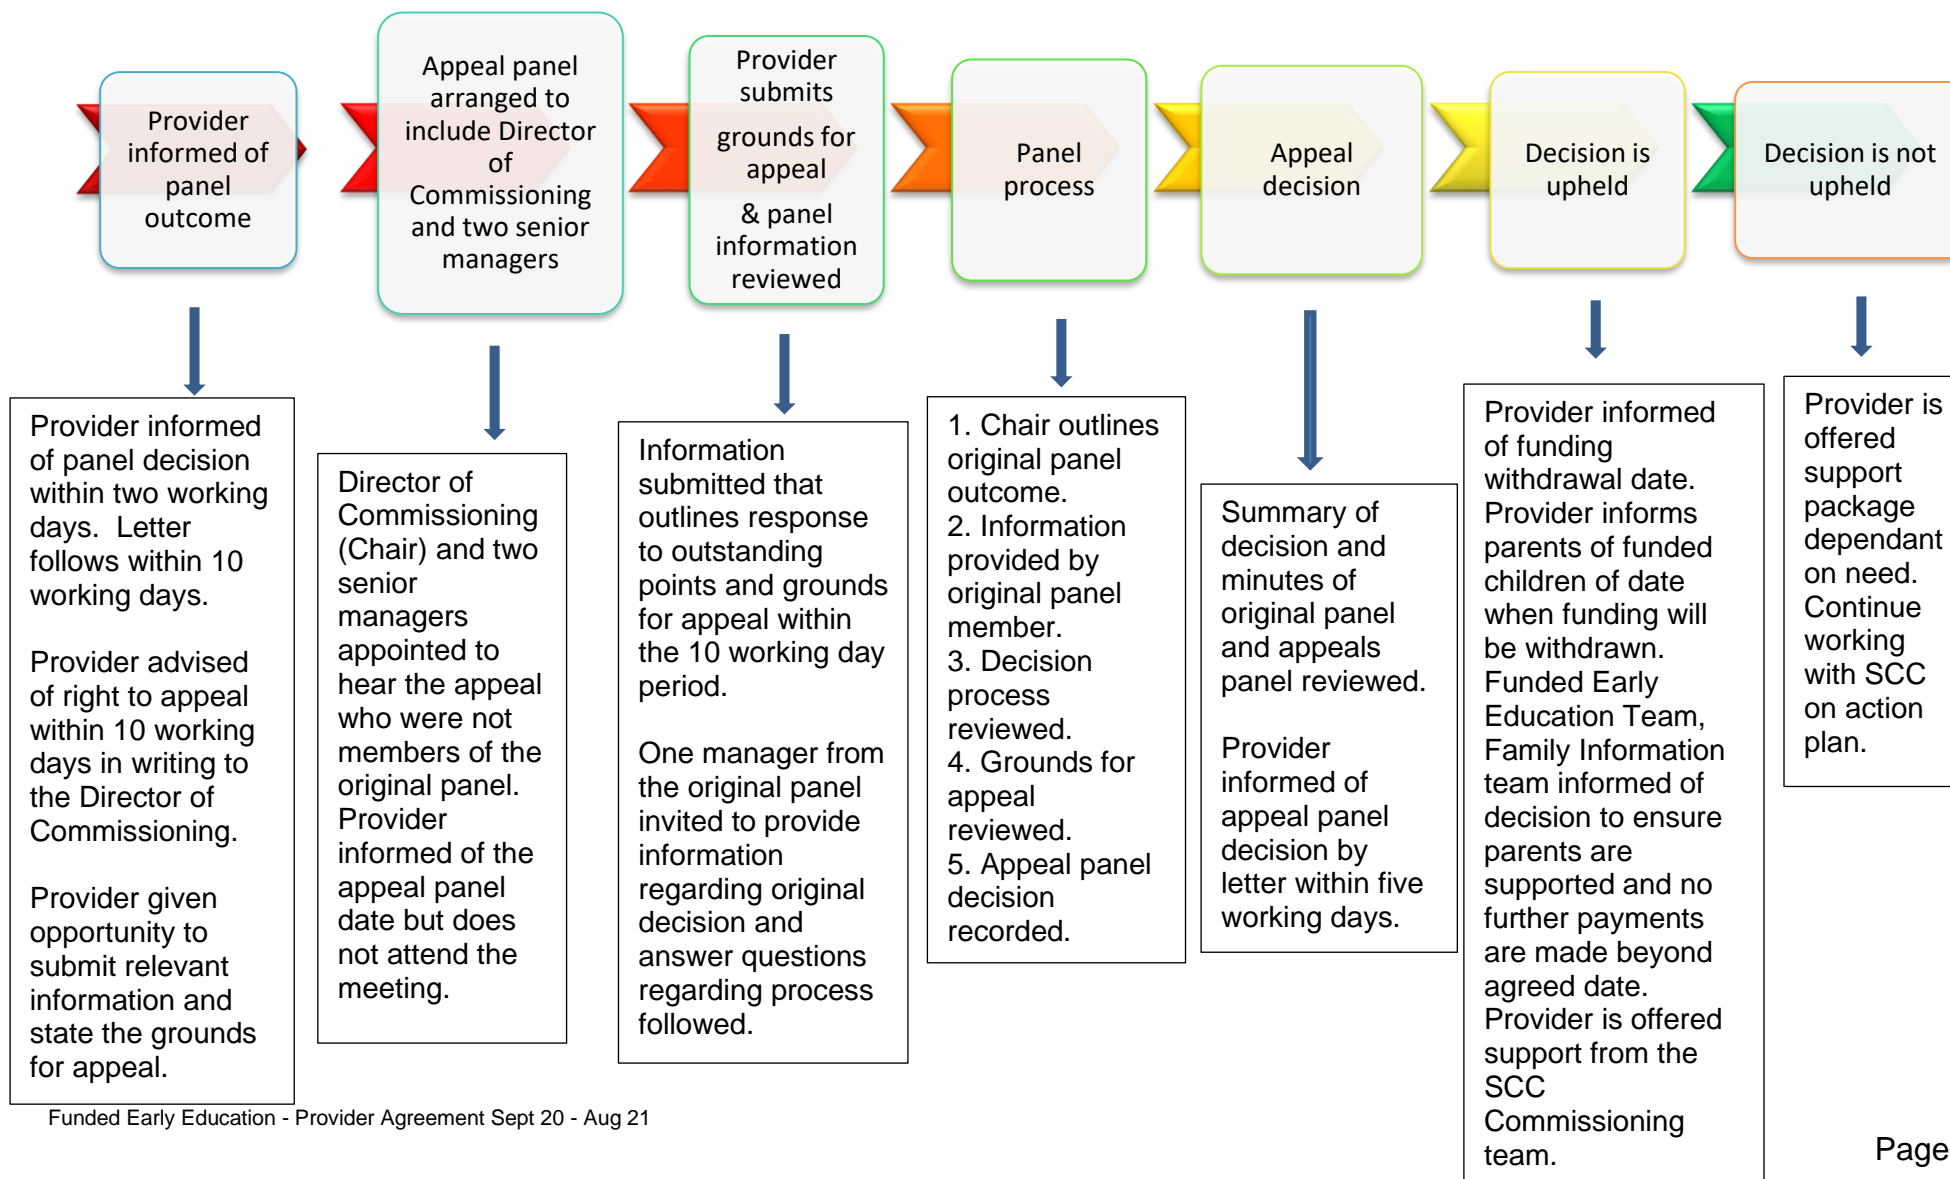 Provider
informed of
panel
outcome
Appeal panel
arranged to
include Director
of
Commissioning
and two senior
managers
Provider
submits
grounds for
appeal
& panel
information
reviewed
Panel
process
Appeal
decision
Decision is
upheld
Decision is not
upheld
Provider informed
of panel decision
within two working
days.  Letter
follows within 10
working days.
Provider advised
of right to appeal
within 10 working
days in writing to
the Director of
Commissioning.
Provider given
opportunity to
submit relevant
information and
state the grounds
for appeal.
Director of
Commissioning
(Chair) and two
senior
managers
appointed to
hear the appeal
who were not
members of the
original panel.
Provider
informed of the
appeal panel
date but does
not attend the
meeting.
Information
submitted that
outlines response
to outstanding
points and grounds
for appeal within
the 10 working day
period.
One manager from
the original panel
invited to provide
information
regarding original
decision and
answer questions
regarding process
followed.
1. Chair outlines
original panel
outcome.
2. Information
provided by
original panel
member.
3. Decision
process
reviewed.
4. Grounds for
appeal
reviewed.
5. Appeal panel
decision
recorded.
Summary of
decision and
minutes of
original panel
and appeals
panel reviewed.
Provider
informed of
appeal panel
decision by
letter within five
working days.
Provider informed
of funding
withdrawal date.
Provider informs
parents of funded
children of date
when funding will
be withdrawn.
Funded Early
Education Team,
Family Information
team informed of
decision to ensure
parents are
supported and no
further payments
are made beyond
agreed date.
Provider is offered
support from the
SCC
Commissioning
team.
Provider is
offered
support
package
dependant
on need.
Continue
working
with SCC
on action
plan.
Funded Early Education - Provider Agreement Sept 20 - Aug 21
Page